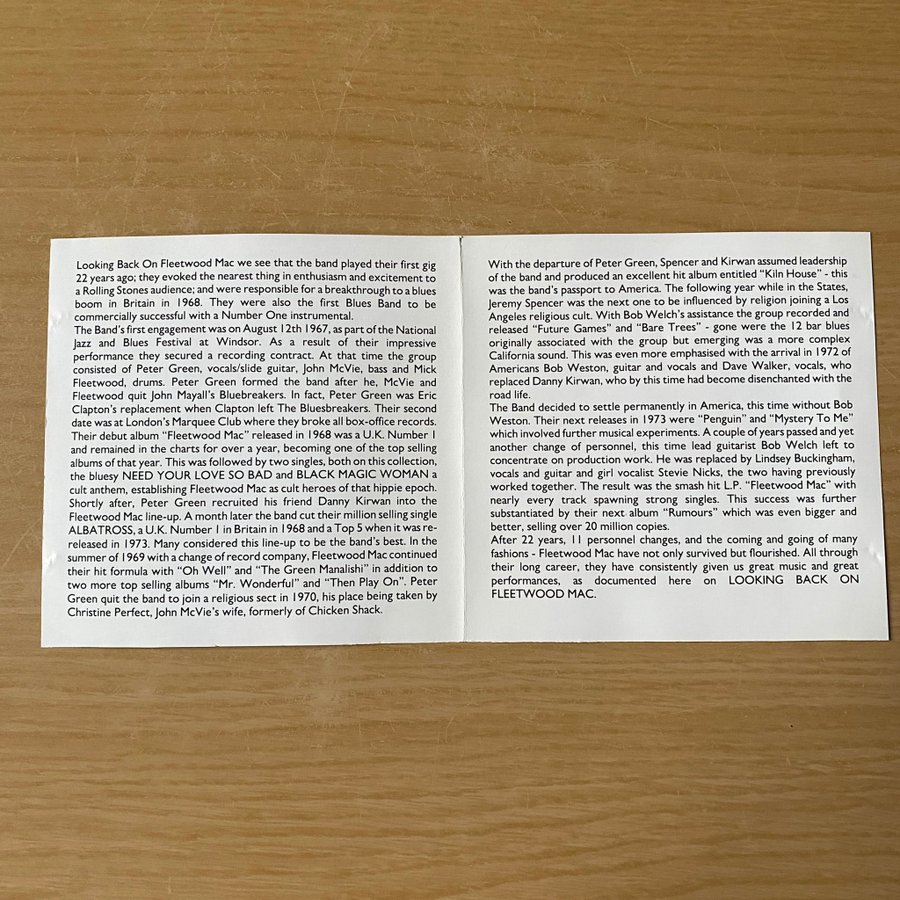 Looking Back On Fleetwood Mac we see that the band played their first gig
22 years ago; they evoked the nearest thing in enthusiasm and excitement to
a Rolling Stones audience; and were responsible for a breakthrough to a blues
boom in Britain in 1968. They were also the first Blues Band to be
commercially successful with a Number One instrumental.
The Band's first engagement was on August 12th 1967, as part of the National
Jazz and Blues Festival at Windsor. As a result of their impressive
performance they secured a recording contract. At that time the group
consisted of Peter Green, vocals/slide guitar, John McVie, bass and Mick
Fleetwood, drums. Peter Green formed the band after he, McVie and
Fleetwood quit John Mayall's Bluebreakers. In fact, Peter Green was Eric
Clapton's replacement when Clapton left The Bluesbreakers. Their second
date was at London's Marquee Club where they broke all box-office records.
Their debut album "Fleetwood Mac" released in 1968 was a U.K. Number 1
and remained in the charts for over a year, becoming one of the top selling
albums of that year. This was followed by two singles, both on this collection,
the bluesy NEED YOUR LOVE SO BAD and BLACK MAGIC WOMAN a
cult anthem, establishing Fleetwood Mac as cult heroes of that hippie epoch.
Shortly after, Peter Green recruited his friend Danny Kirwan into the
Fleetwood Mac line-up. A month later the band cut their million selling single
ALBATROSS, a U.K. Number 1 in Britain in 1968 and a Top 5 when it was re-
released in 1973. Many considered this line-up to be the band's best. In the
summer of 1969 with a change of record company, Fleetwood Mac continued
their hit formula with "Oh Well" and "The Green Manalishi" in addition to
two more top selling albums "Mr. Wonderful" and "Then Play On". Peter
Green quit the band to join a religious sect in 1970, his place being taken by
Christine Perfect, John McVie's wife, formerly of Chicken Shack.
With the departure of Peter Green, Spencer and Kirwan assumed leadership
of the band and produced an excellent hit album entitled "Kiln House" - this
was the band's passport to America. The following year while in the States,
Jeremy Spencer was the next one to be influenced by religion joining a Los
Angeles religious cult. With Bob Welch's assistance the group recorded and
released "Future Games" and "Bare Trees" - gone were the 12 bar blues
originally associated with the group but emerging was a more complex
California sound. This was even more emphasised with the arrival in 1972 of
Americans Bob Weston, guitar and vocals and Dave Walker, vocals, who
replaced Danny Kirwan, who by this time had become disenchanted with the
road life.
The Band decided to settle permanently in America, this time without Bob
Weston. Their next releases in 1973 were "Penguin" and "Mystery To Me"
which involved further musical experiments. A couple of years passed and yet
another change of personnel, this time lead guitarist Bob Welch left to
concentrate on production work. He was replaced by Lindsey Buckingham,
vocals and guitar and girl vocalist Stevie Nicks, the two having previously
worked together. The result was the smash hit L.P. "Fleetwood Mac" with
nearly every track spawning strong singles. This success was further
substantiated by their next album "Rumours" which was even bigger and
better, selling over 20 million copies.
After 22 years, 11 personnel changes, and the coming and going of many
fashions - Fleetwood Mac have not only survived but flourished. All through
their long career, they have consistently given us great music and great
performances, as documented here on LOOKING BACK ON
FLEETWOOD MAC.